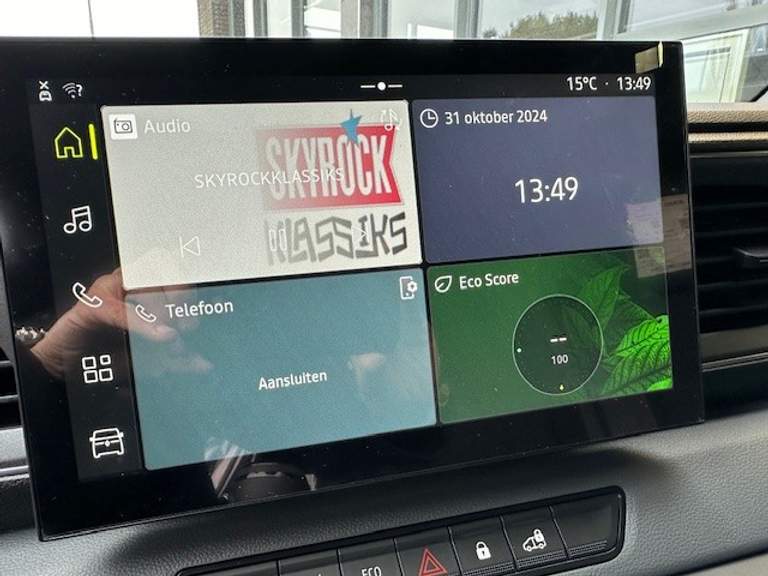 15°C · 13:49
Audio
SKYROCKKLASSIKS
SKYROCK
KLASSIKS
31 oktober 2024
13:49
Telefoon
Aansluiten
Eco Score
--
100
ECO